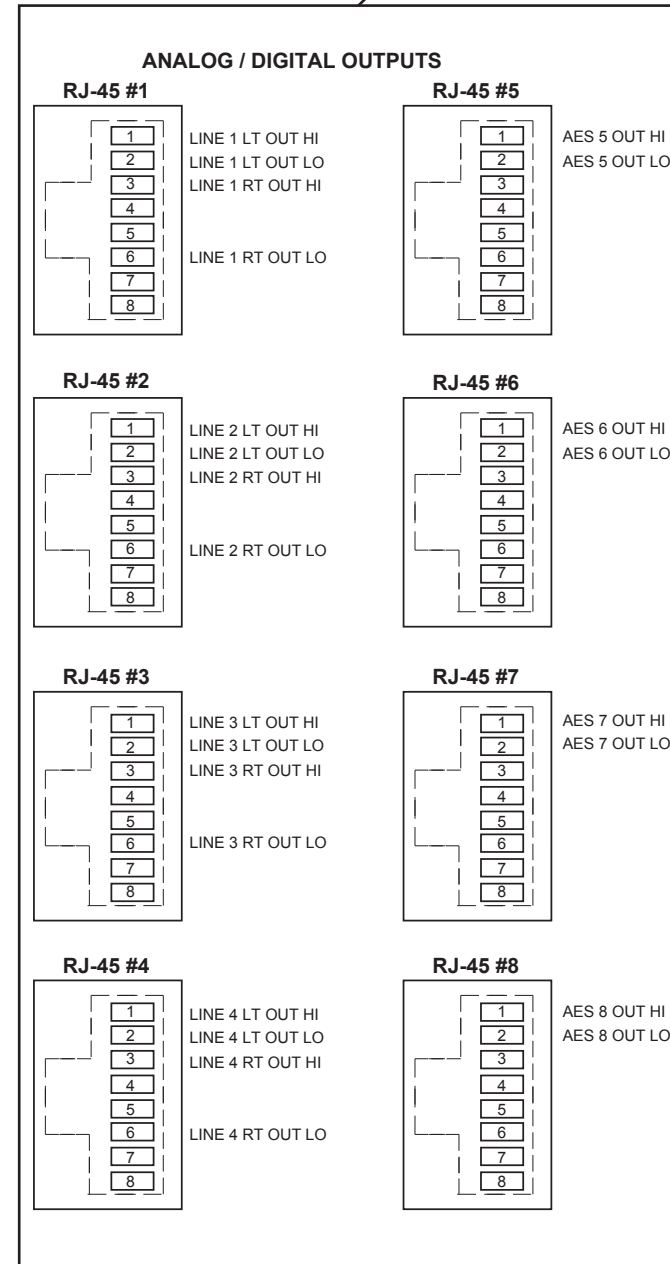 ANALOG / DIGITAL OUTPUTS
RJ-45 #1
1 LINE 1 LT OUT HI
2 LINE 1 LT OUT LO
3 LINE 1 RT OUT HI
4
5
6 LINE 1 RT OUT LO
7
8
RJ-45 #2
1 LINE 2 LT OUT HI
2 LINE 2 LT OUT LO
3 LINE 2 RT OUT HI
4
5
6 LINE 2 RT OUT LO
7
8
RJ-45 #3
1 LINE 3 LT OUT HI
2 LINE 3 LT OUT LO
3 LINE 3 RT OUT HI
4
5
6 LINE 3 RT OUT LO
7
8
RJ-45 #4
1 LINE 4 LT OUT HI
2 LINE 4 LT OUT LO
3 LINE 4 RT OUT HI
4
5
6 LINE 4 RT OUT LO
7
8
RJ-45 #5
1 AES 5 OUT HI
2 AES 5 OUT LO
3
4
5
6
7
8
RJ-45 #6
1 AES 6 OUT HI
2 AES 6 OUT LO
3
4
5
6
7
8
RJ-45 #7
1 AES 7 OUT HI
2 AES 7 OUT LO
3
4
5
6
7
8
RJ-45 #8
1 AES 8 OUT HI
2 AES 8 OUT LO
3
4
5
6
7
8